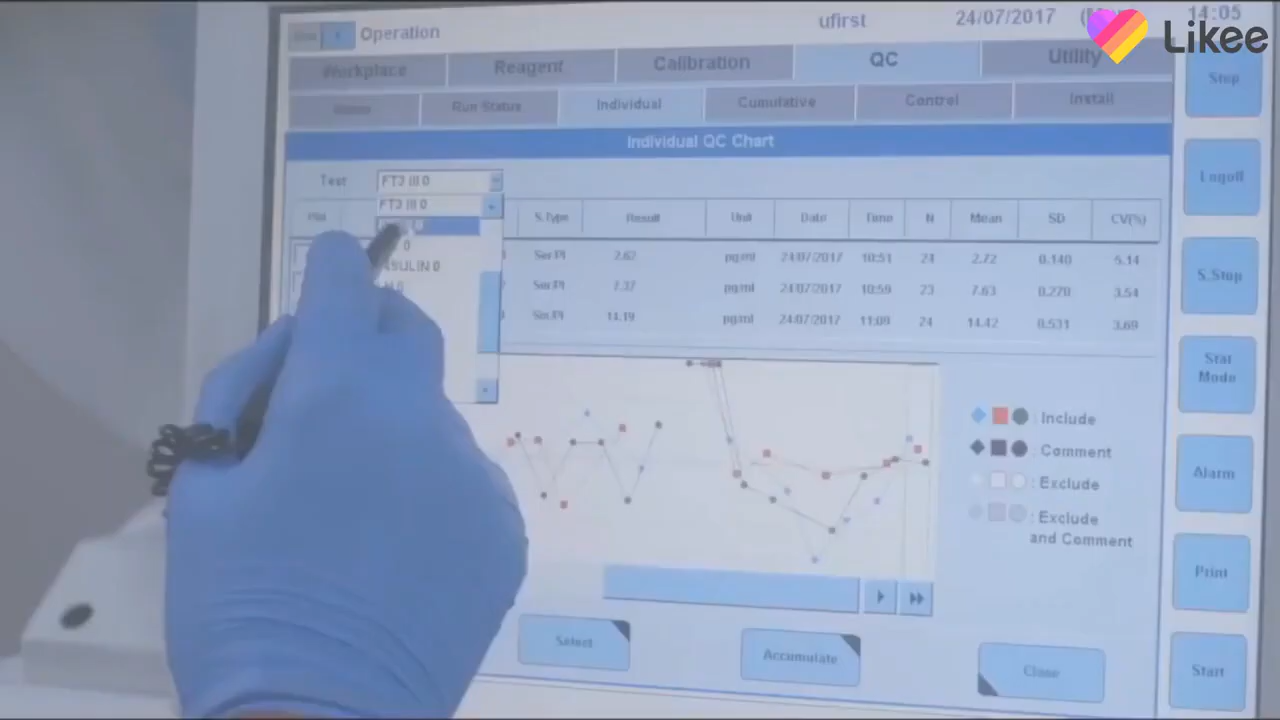 Operation ufirst 24/07/2017 14:05
Likee
Workplace Reagent Calibration QC Utility
Run Status Individual Cumulative Control Install
Individual QC Chart
Test FT3 III 0
FT3 III 0
0
0
S.Type Result Unit Date Time N Mean SD CV(%)
Ser/Pl 2.62 pg/ml 24/07/2017 10:51 24 2.72 0.140 5.14
Ser/Pl 7.37 pg/ml 24/07/2017 10:59 23 7.63 0.270 3.54
Ser/Pl 14.19 pg/ml 24/07/2017 11:09 24 14.42 0.531 3.69
: Include
: Comment
: Exclude
: Exclude
and Comment
Select Accumulate Close
Stop
Logoff
S.Stop
Stat
Mode
Alarm
Print
Start